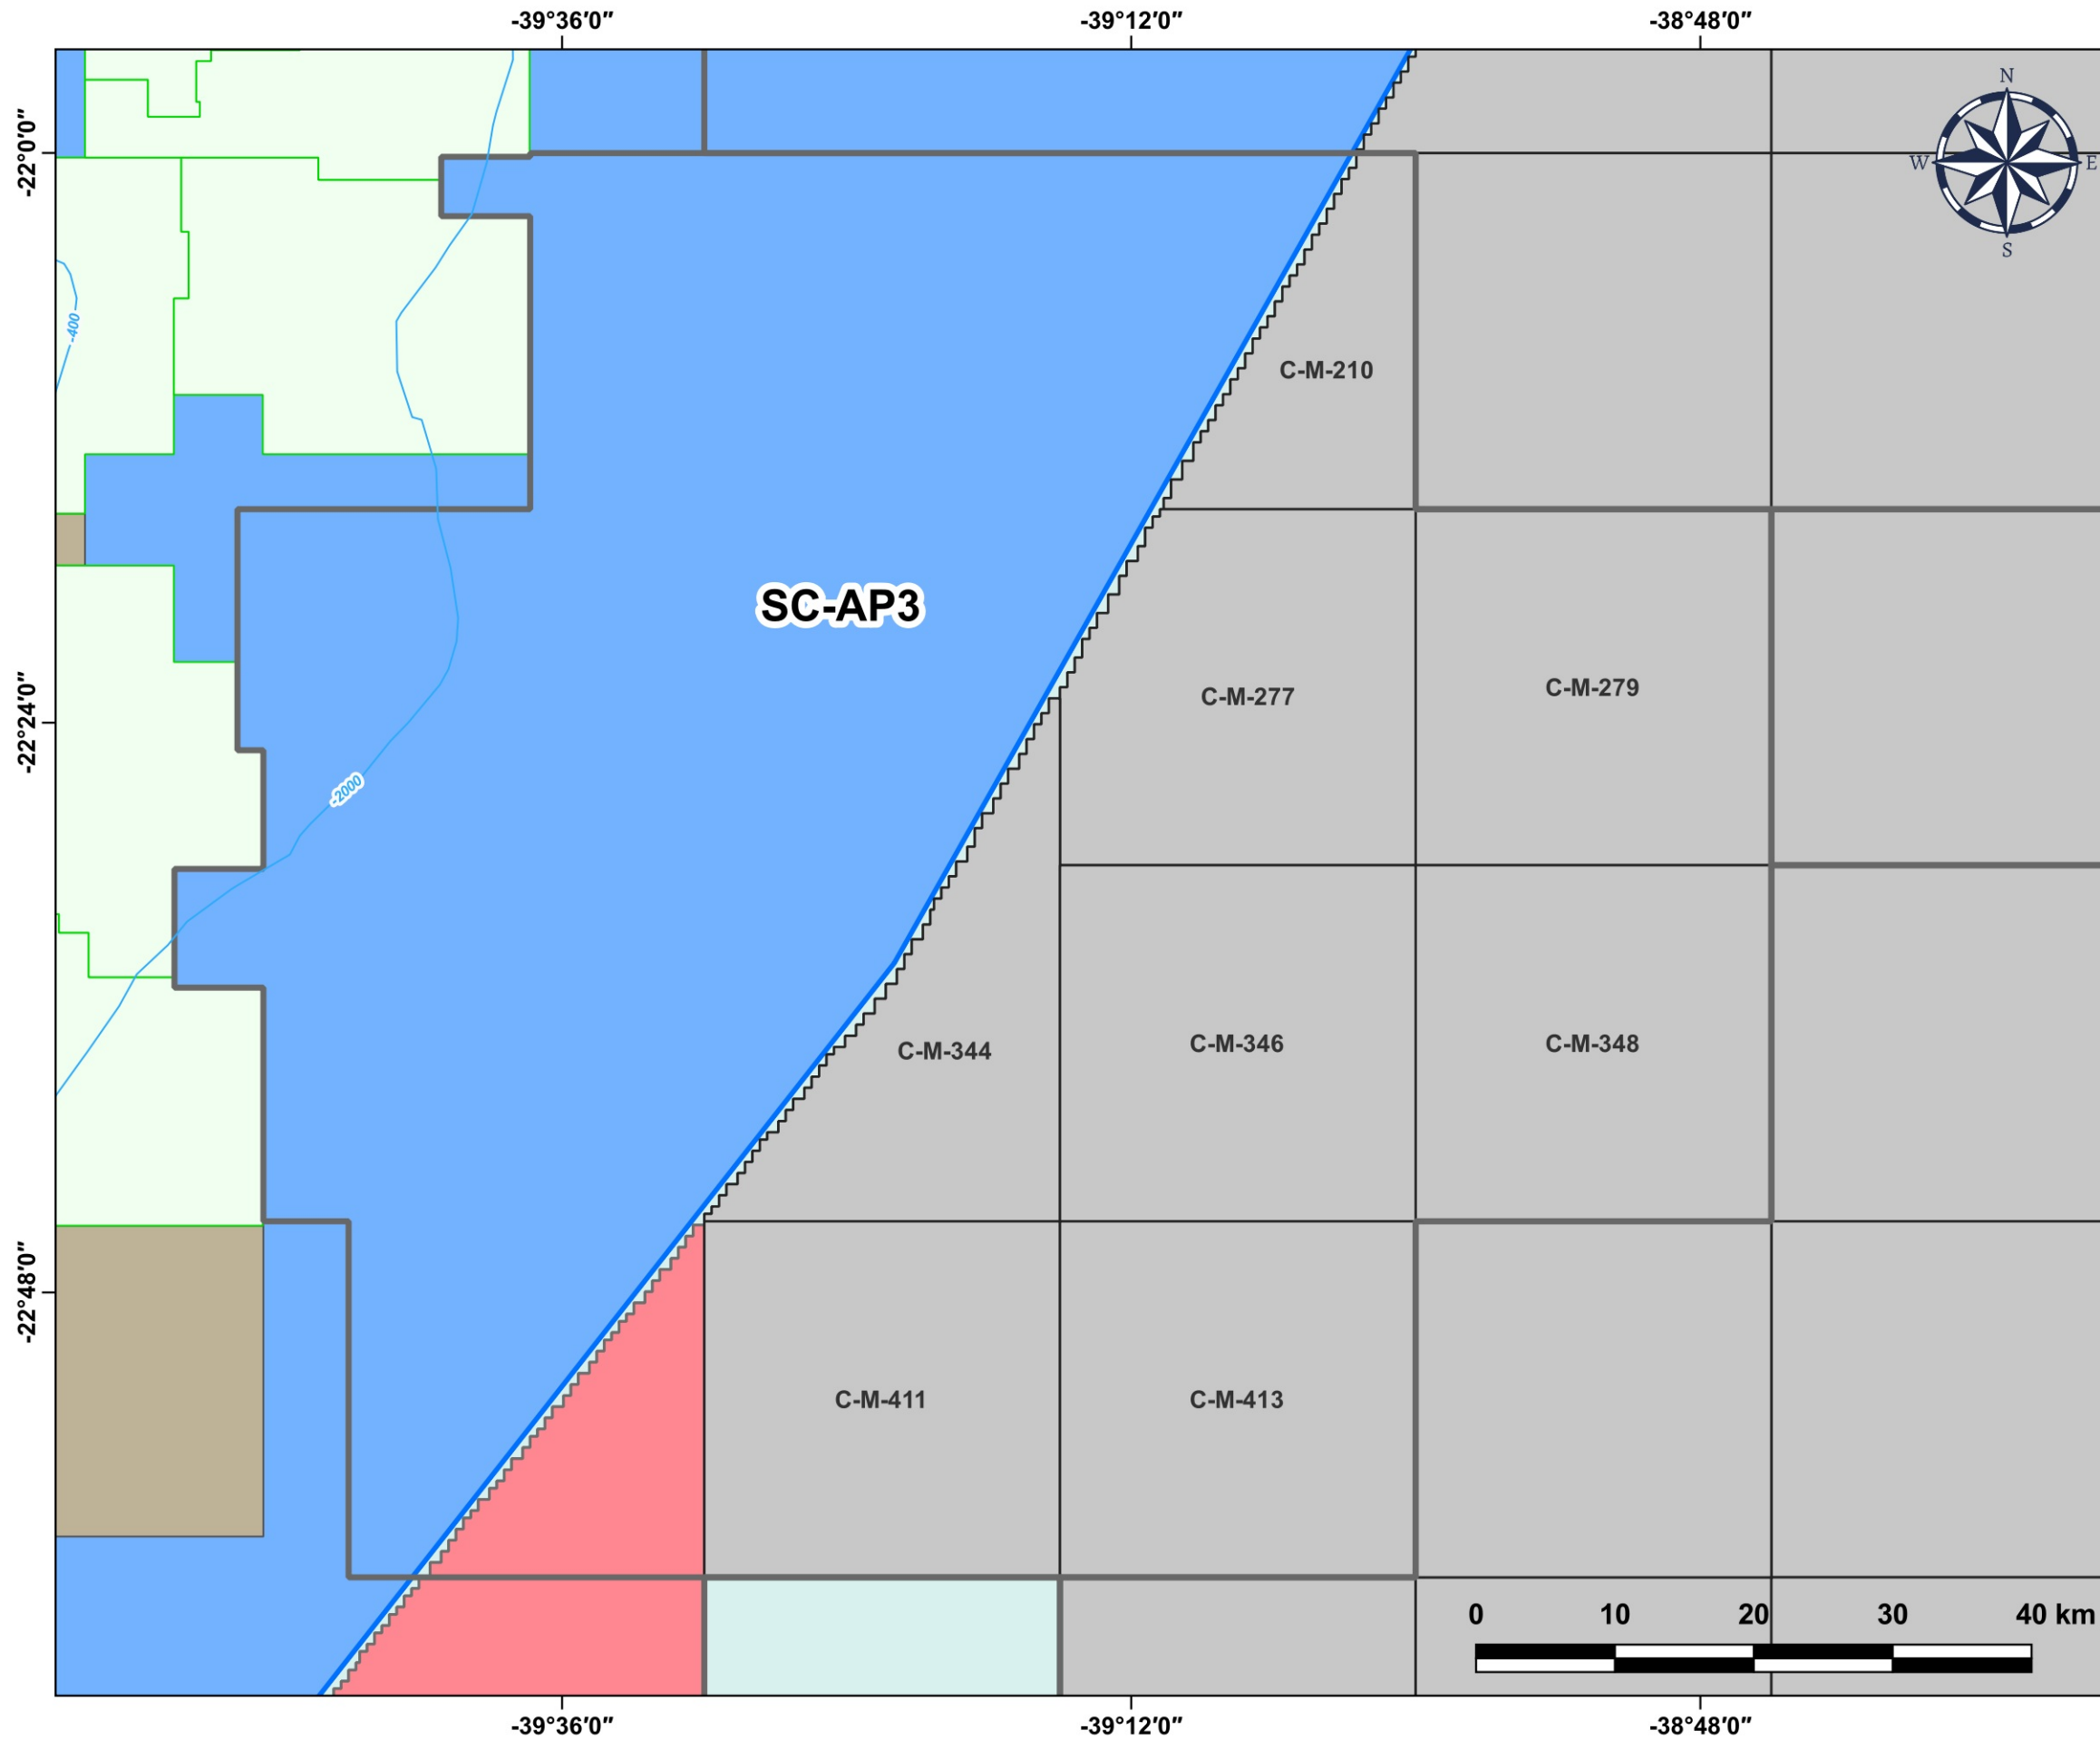 -39°36′0″ -39°12′0″ -38°48′0″
N
W E
S
-22°0′0″
-400
C-M-210
SC-AP3
C-M-277 C-M-279
-22°24′0″
-2000
C-M-344 C-M-346 C-M-348
-22°48′0″
C-M-411 C-M-413
0 10 20 30 40 km
-39°36′0″ -39°12′0″ -38°48′0″